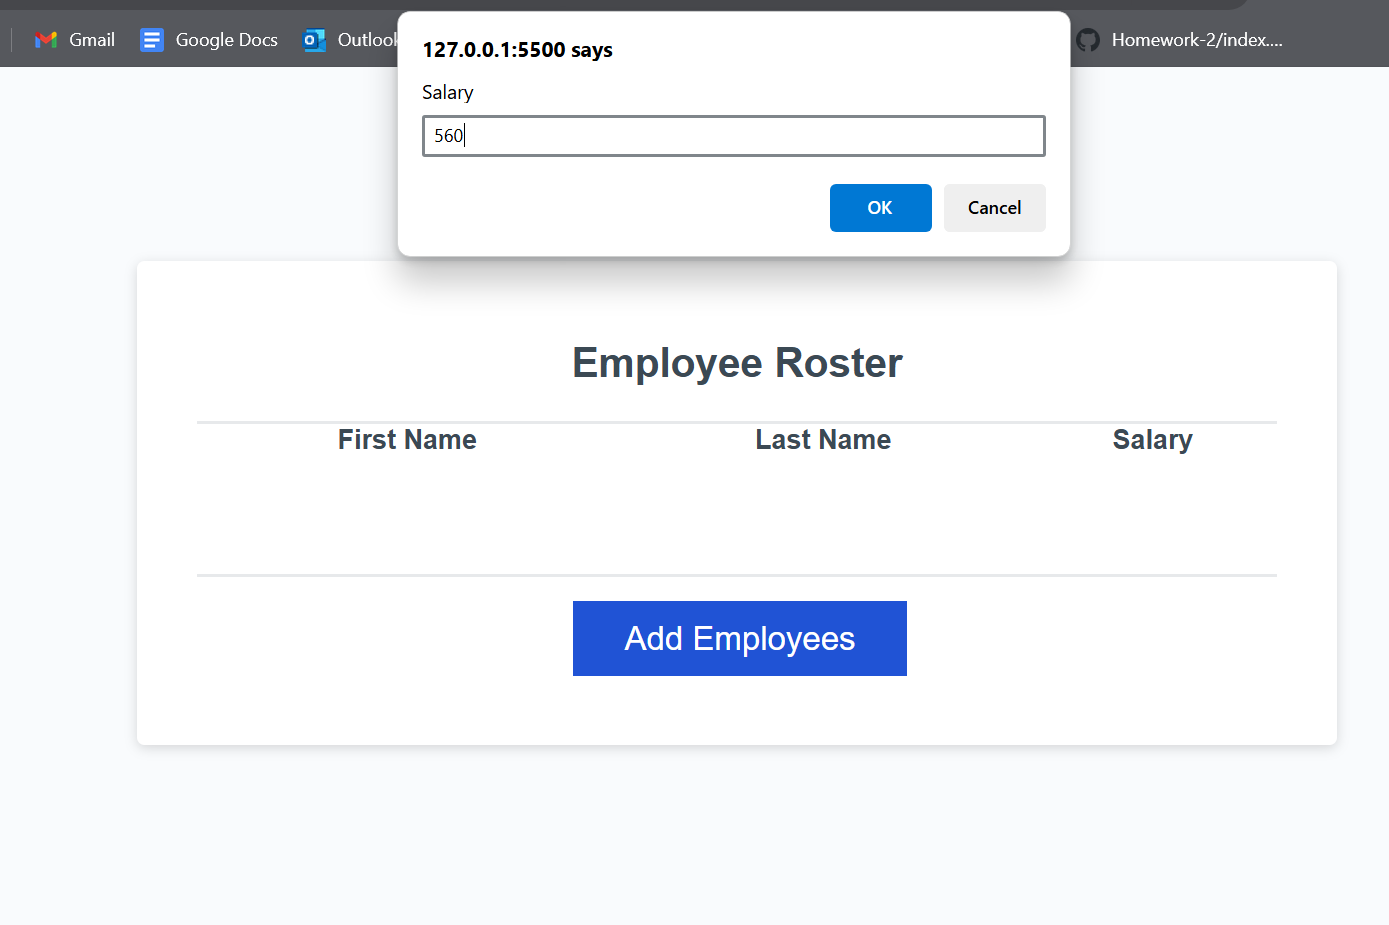 Gmail
Google Docs
Outlook
Homework-2/index....
127.0.0.1:5500 says
Salary
560
OK
Cancel
Employee Roster
First Name Last Name Salary
Add Employees